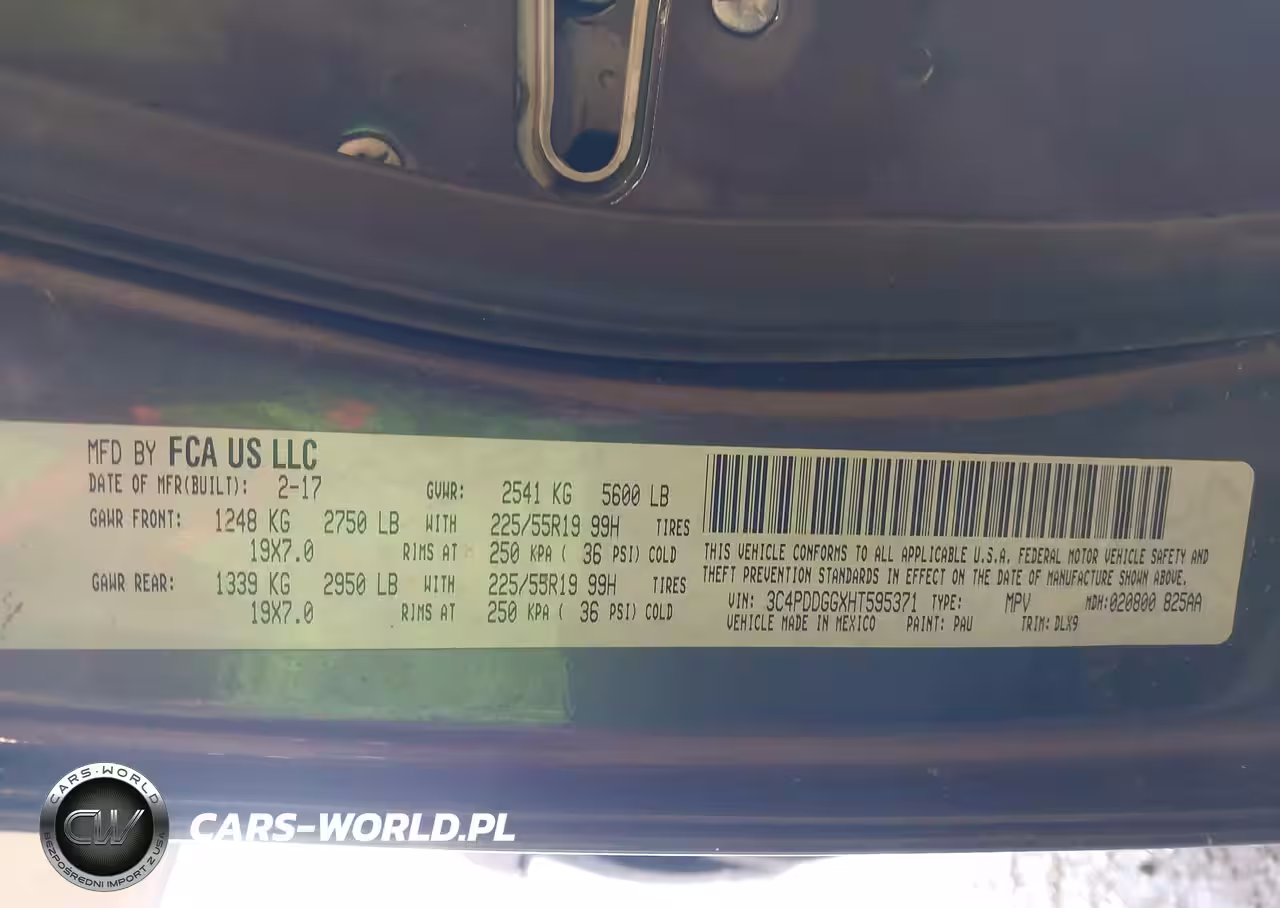 MFD BY FCA US LLC
DATE OF MFR(BUILT): 2-17
GVWR: 2541 KG 5600 LB
GAWR FRONT: 1248 KG 2750 LB WITH 225/55R19 99H TIRES
19X7.0 RIMS AT 250 KPA ( 36 PSI) COLD
GAWR REAR: 1339 KG 2950 LB WITH 225/55R19 99H TIRES
19X7.0 RIMS AT 250 KPA ( 36 PSI) COLD
THIS VEHICLE CONFORMS TO ALL APPLICABLE U.S.A. FEDERAL MOTOR VEHICLE SAFETY AND
THEFT PREVENTION STANDARDS IN EFFECT ON THE DATE OF MANUFACTURE SHOWN ABOVE.
VIN: 3C4PDDGGXHT595371 TYPE: MPV MDH:020800 825AA
VEHICLE MADE IN MEXICO PAINT: PAU TRIM: DLX9
CARS-WORLD
CW
BEZPOŚREDNI IMPORT Z USA
CARS-WORLD.PL